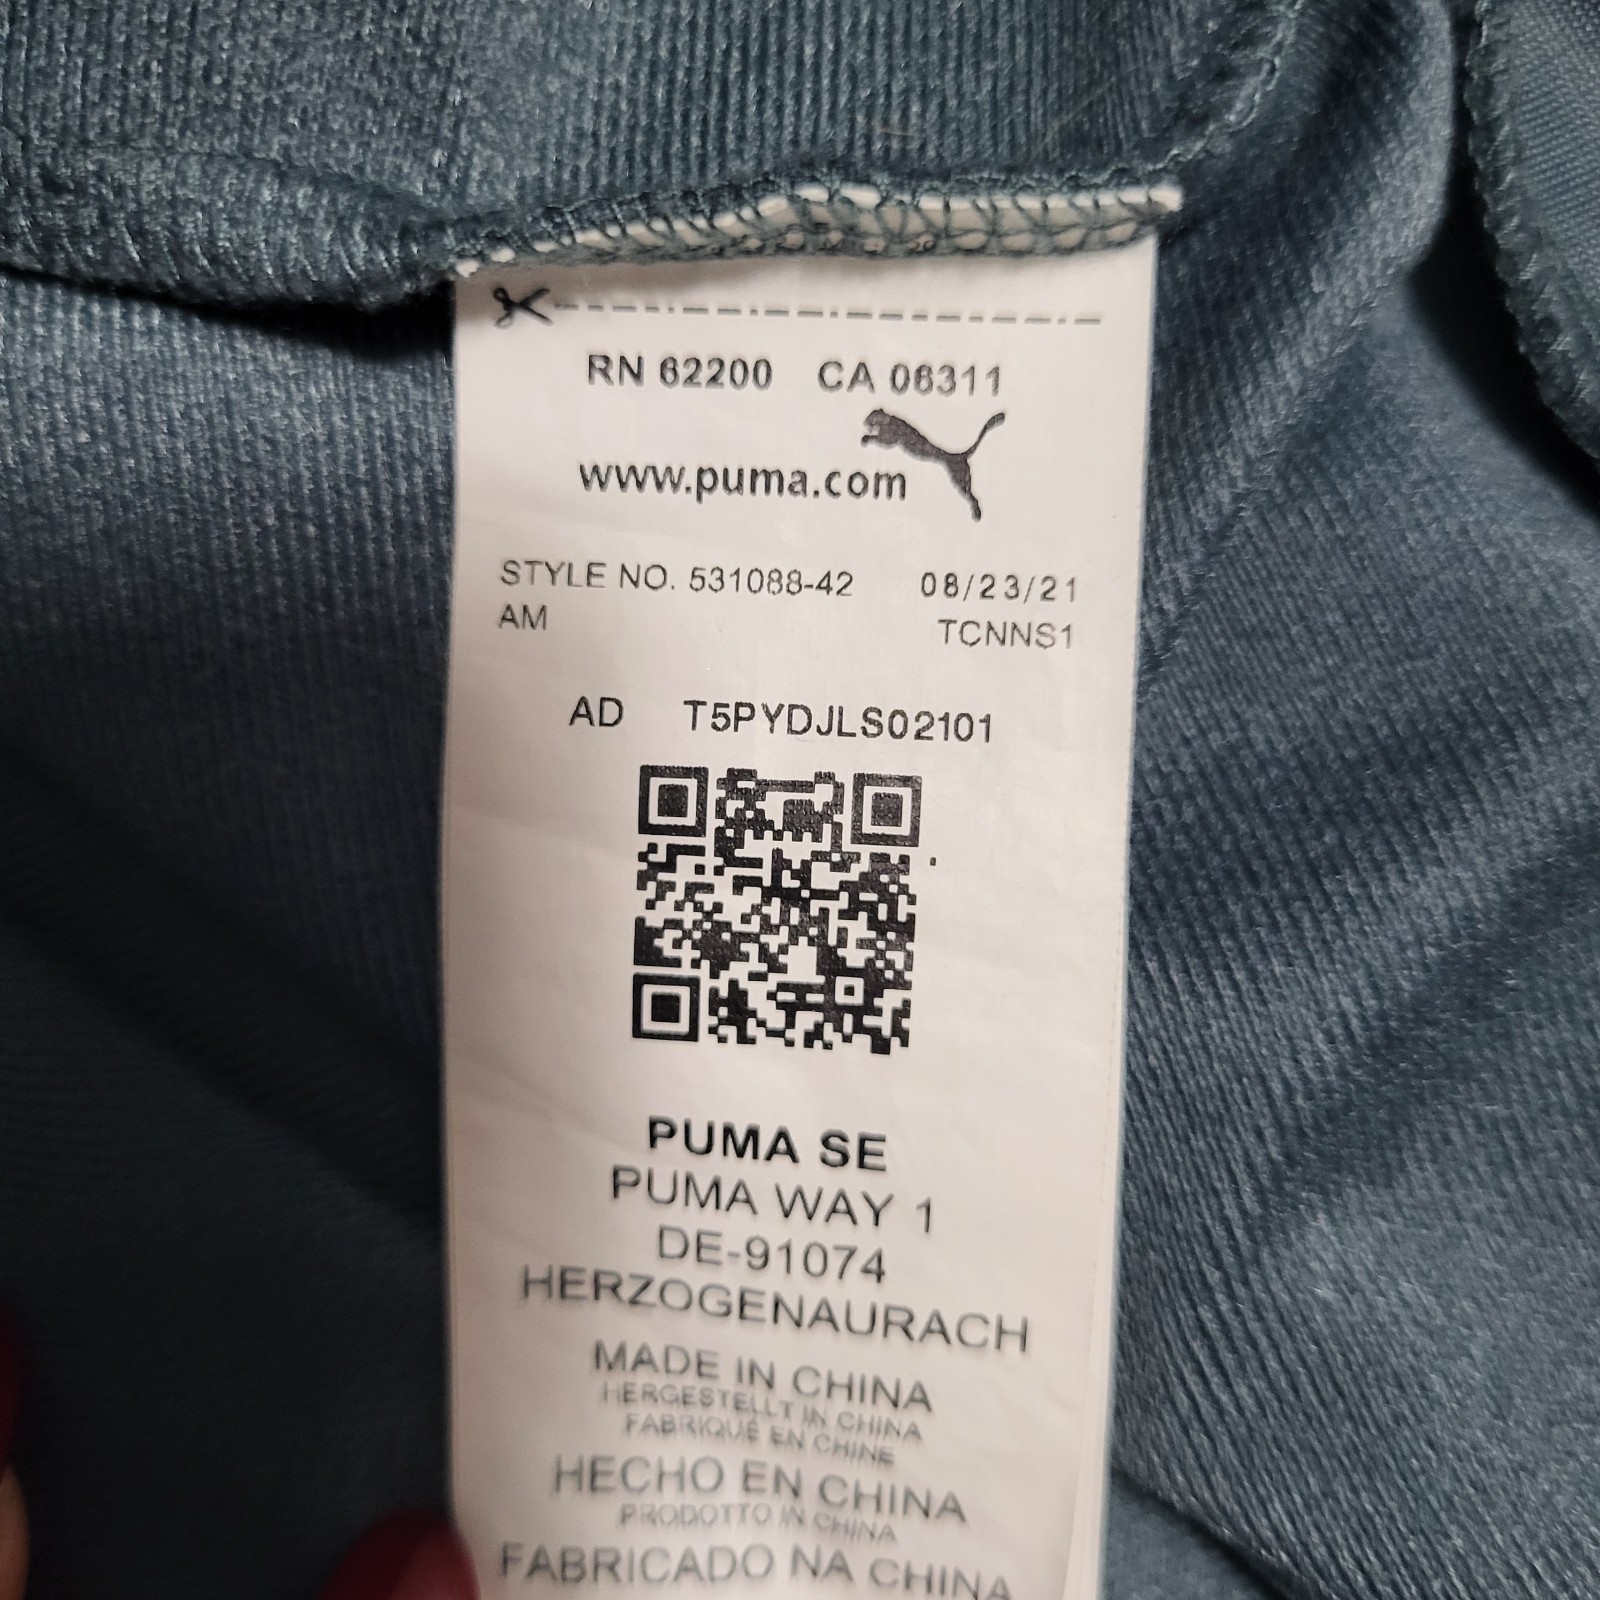 RN 62200 CA 06311
www.puma.com
STYLE NO. 531088-42 08/23/21
AM TCNNS1
AD T5PYDJLS02101
PUMA SE
PUMA WAY 1
DE-91074
HERZOGENAURACH
MADE IN CHINA
HERGESTELLT IN CHINA
FABRIQUÉ EN CHINE
HECHO EN CHINA
PRODOTTO IN CHINA
FABRICADO NA CHINA